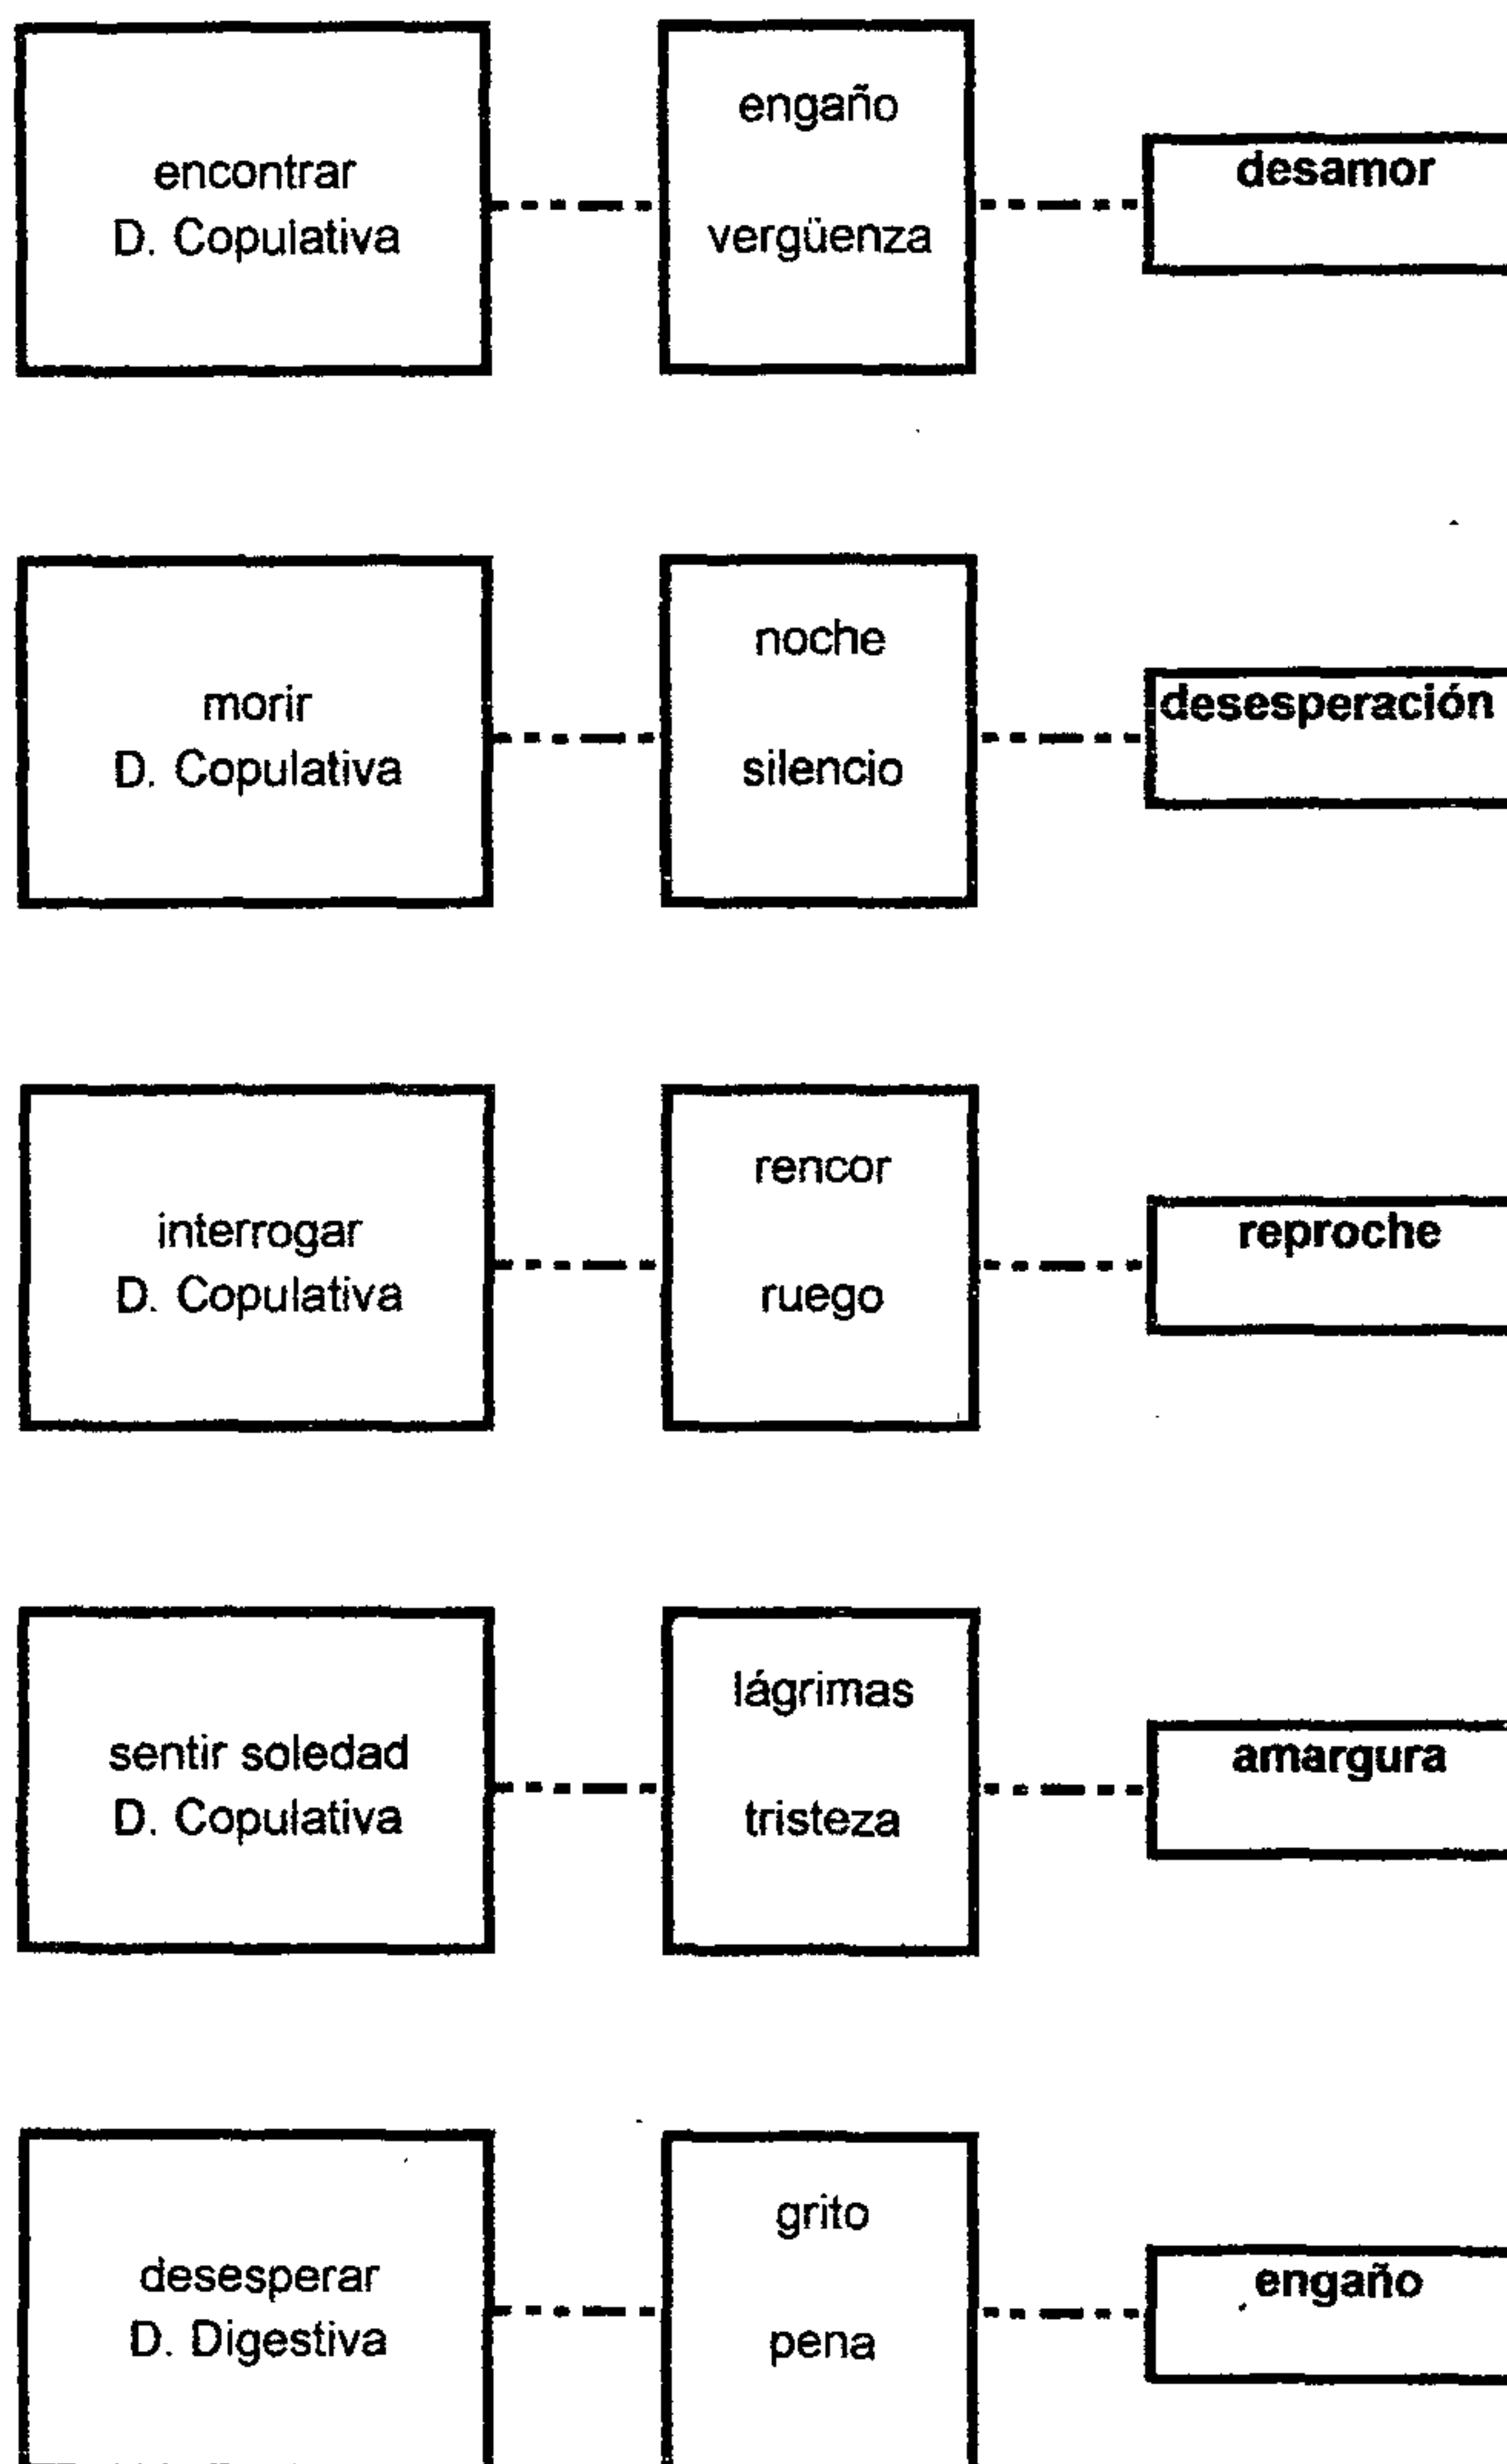 encontrar
D. Copulativa
engaño
vergüenza
desamor
morir
D. Copulativa
noche
silencio
desesperación
interrogar
D. Copulativa
rencor
ruego
reproche
sentir soledad
D. Copulativa
lágrimas
tristeza
amargura
desesperar
D. Digestiva
grito
pena
engaño